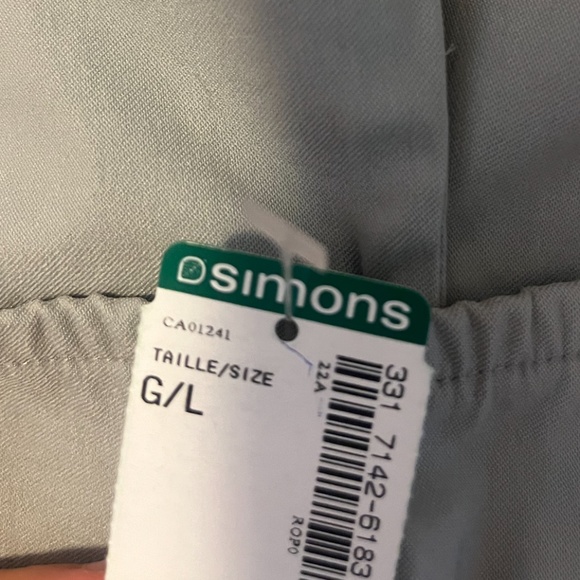 simons
CA01241
TAILLE/SIZE
G/L
22A
331 7142-6183
ROPO